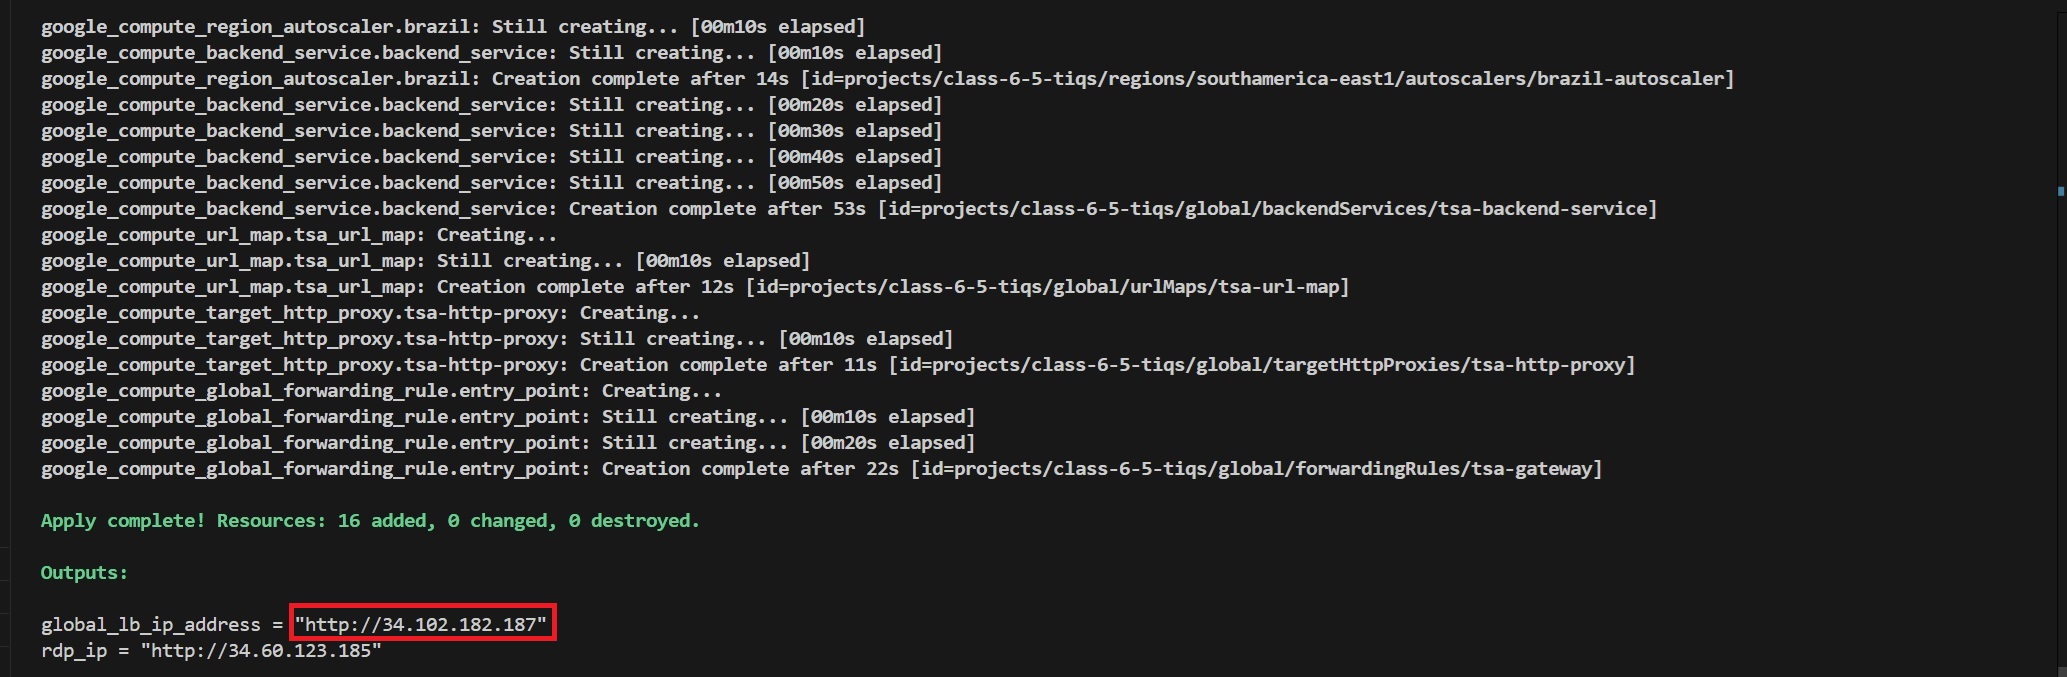 google_compute_region_autoscaler.brazil: Still creating... [00m10s elapsed]
google_compute_backend_service.backend_service: Still creating... [00m10s elapsed]
google_compute_region_autoscaler.brazil: Creation complete after 14s [id=projects/class-6-5-tiqs/regions/southamerica-east1/autoscalers/brazil-autoscaler]
google_compute_backend_service.backend_service: Still creating... [00m20s elapsed]
google_compute_backend_service.backend_service: Still creating... [00m30s elapsed]
google_compute_backend_service.backend_service: Still creating... [00m40s elapsed]
google_compute_backend_service.backend_service: Still creating... [00m50s elapsed]
google_compute_backend_service.backend_service: Creation complete after 53s [id=projects/class-6-5-tiqs/global/backendServices/tsa-backend-service]
google_compute_url_map.tsa_url_map: Creating...
google_compute_url_map.tsa_url_map: Still creating... [00m10s elapsed]
google_compute_url_map.tsa_url_map: Creation complete after 12s [id=projects/class-6-5-tiqs/global/urlMaps/tsa-url-map]
google_compute_target_http_proxy.tsa-http-proxy: Creating...
google_compute_target_http_proxy.tsa-http-proxy: Still creating... [00m10s elapsed]
google_compute_target_http_proxy.tsa-http-proxy: Creation complete after 11s [id=projects/class-6-5-tiqs/global/targetHttpProxies/tsa-http-proxy]
google_compute_global_forwarding_rule.entry_point: Creating...
google_compute_global_forwarding_rule.entry_point: Still creating... [00m10s elapsed]
google_compute_global_forwarding_rule.entry_point: Still creating... [00m20s elapsed]
google_compute_global_forwarding_rule.entry_point: Creation complete after 22s [id=projects/class-6-5-tiqs/global/forwardingRules/tsa-gateway]
Apply complete! Resources: 16 added, 0 changed, 0 destroyed.
Outputs:
global_lb_ip_address = "http://34.102.182.187"
rdp_ip = "http://34.60.123.185"